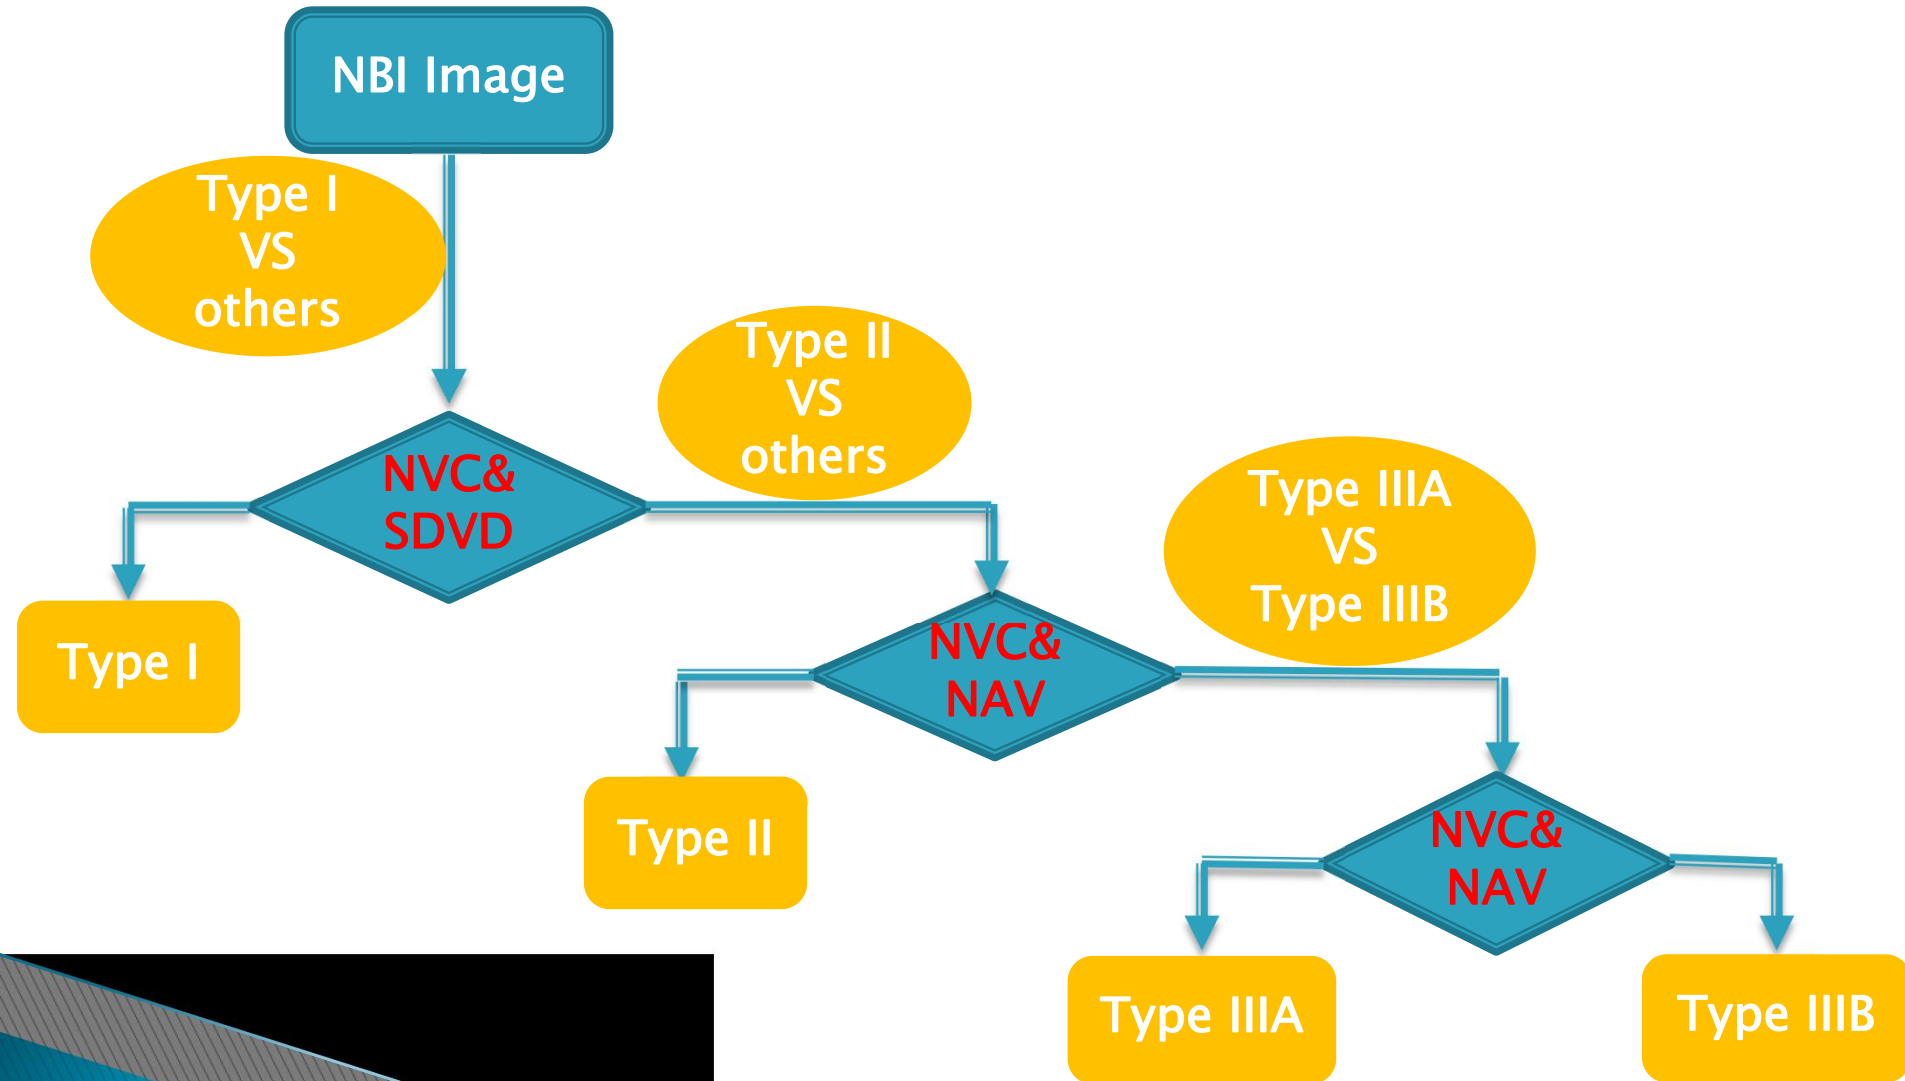 NBI Image
Type I
VS
others
Type II
VS
others
NVC&
SDVD
Type IIIA
VS
Type IIIB
Type I
NVC&
NAV
Type II
NVC&
NAV
Type IIIA
Type IIIB